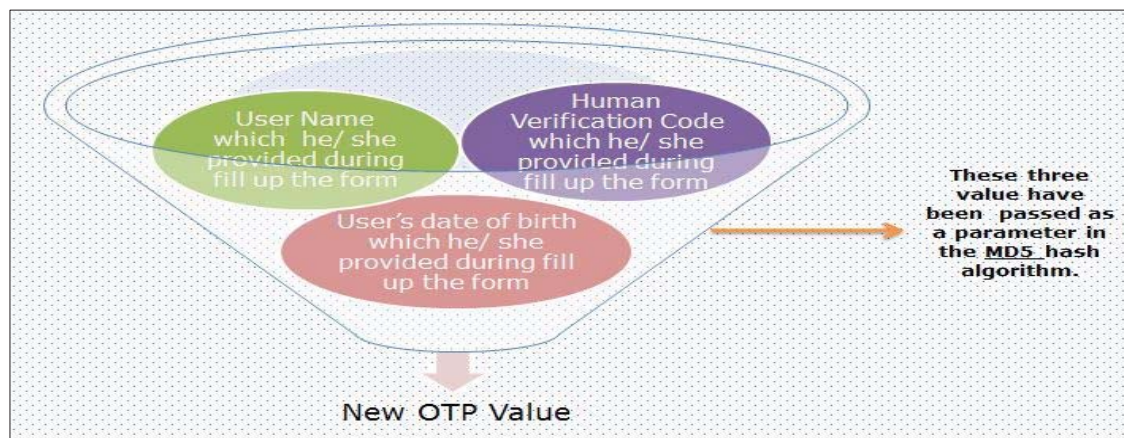 User Name
which he/ she
provided during
fill up the form
Human
Verification Code
which he/ she
provided during
fill up the form
User's date of birth
which he/ she
provided during fill
up the form
These three
value have
been passed as
a parameter in
the MD5 hash
algorithm.
New OTP Value